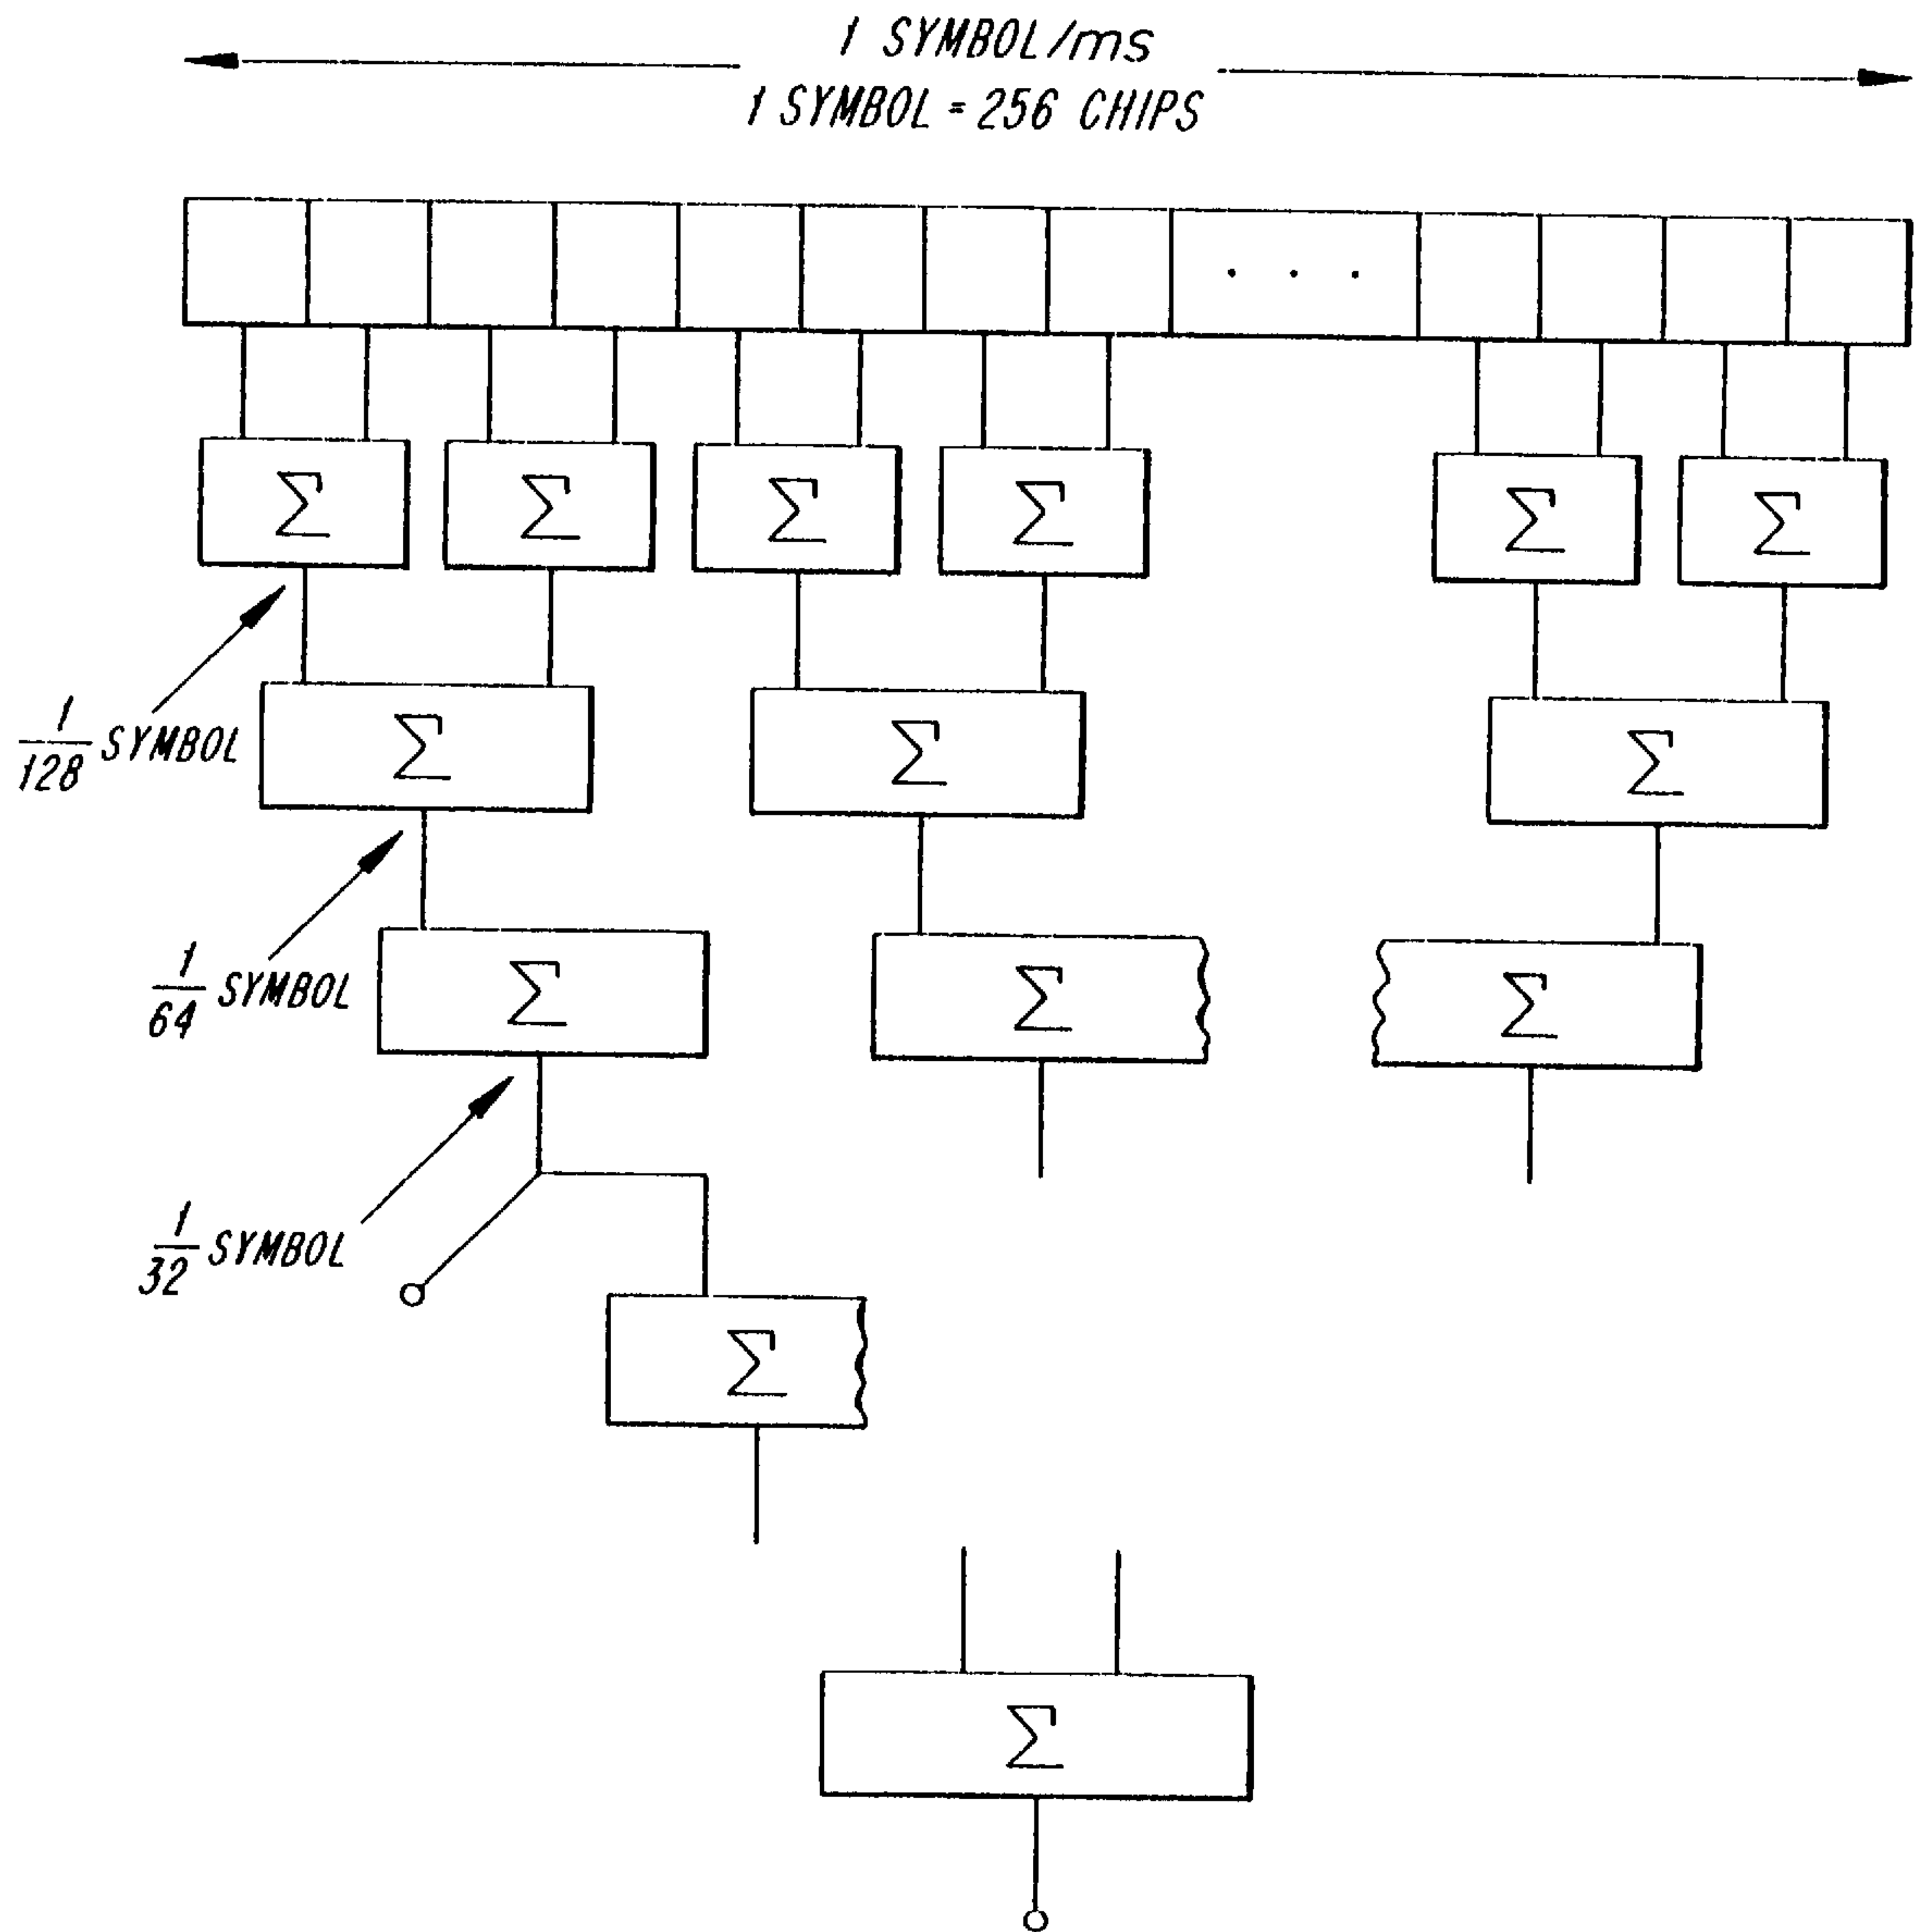 1 SYMBOL/ms
1 SYMBOL = 256 CHIPS
. . .
Σ Σ Σ Σ Σ Σ
1/128 SYMBOL
Σ Σ Σ
1/64 SYMBOL
Σ Σ Σ
1/32 SYMBOL
Σ
Σ